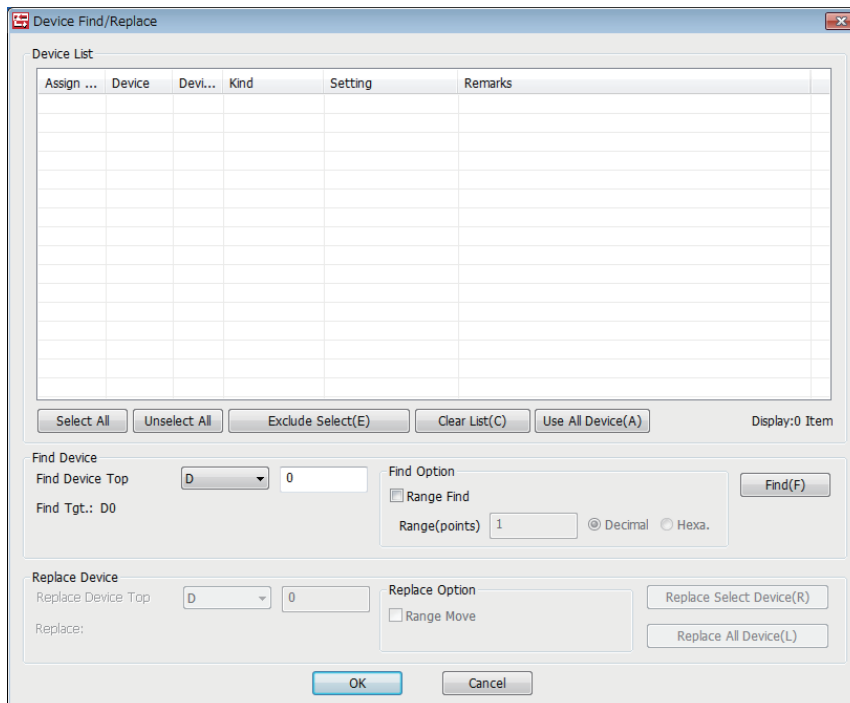 Device Find/Replace
Device List
Assign ... Device Devi... Kind Setting Remarks
Select All Unselect All Exclude Select(E) Clear List(C) Use All Device(A) Display:0 Item
Find Device
Find Device Top D 0
Find Tgt.: D0
Find Option
Range Find
Range(points) 1 Decimal Hexa.
Find(F)
Replace Device
Replace Device Top D 0
Replace:
Replace Option
Range Move
Replace Select Device(R)
Replace All Device(L)
OK Cancel